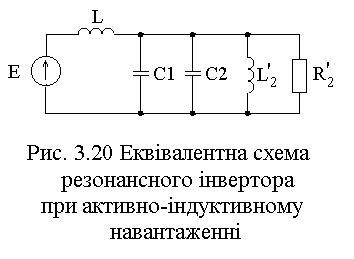 L
E
C1
C2
L'2
R'2
Рис. 3.20 Еквівалентна схема
резонансного інвертора
при активно-індуктивному
навантаженні